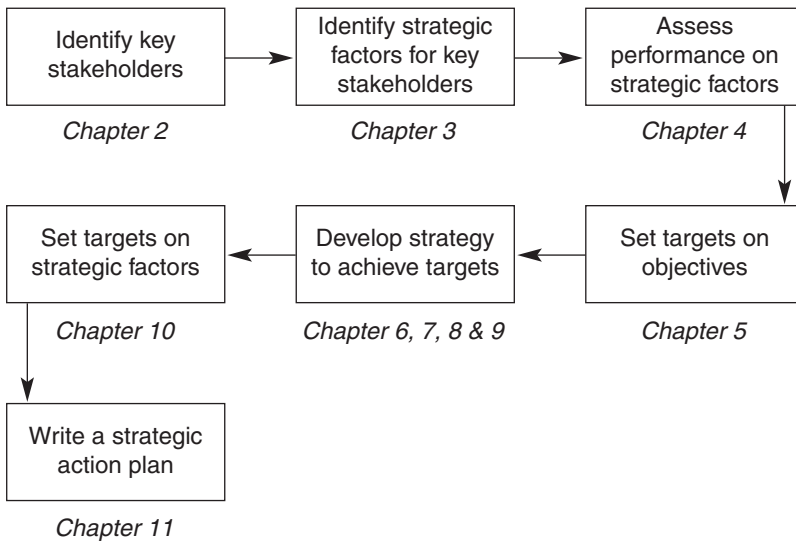 Identify key
stakeholders
Chapter 2
Identify strategic
factors for key
stakeholders
Chapter 3
Assess
performance on
strategic factors
Chapter 4
Set targets on
strategic factors
Chapter 10
Develop strategy
to achieve targets
Chapter 6, 7, 8 & 9
Set targets on
objectives
Chapter 5
Write a strategic
action plan
Chapter 11